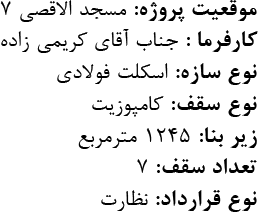 موقعیت پروژه: مسجد الاقصی ۷
کارفرما : جناب آقای کریمی زاده
نوع سازه: اسکلت فولادی
نوع سقف: کامپوزیت
زیر بنا: ۱۲۴۵ مترمربع
تعداد سقف: ۷
نوع قرارداد: نظارت